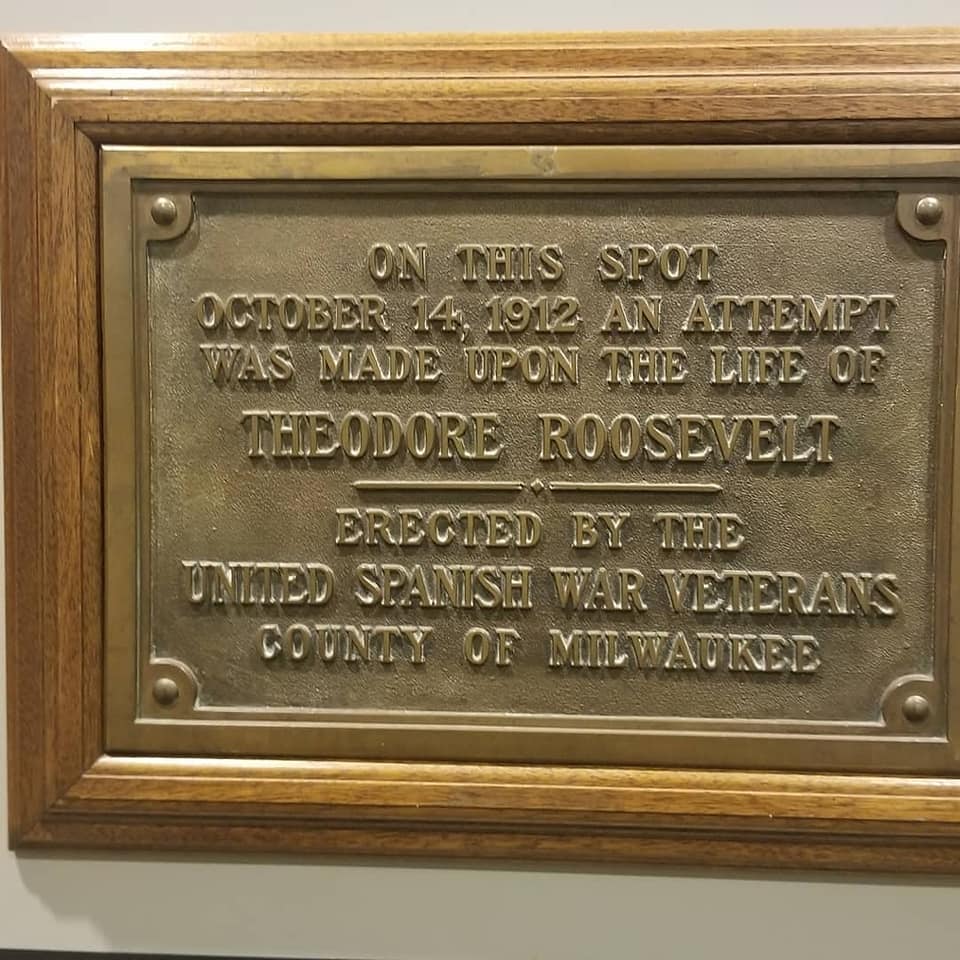 ON THIS SPOT
OCTOBER 14, 1912 AN ATTEMPT
WAS MADE UPON THE LIFE OF
THEODORE ROOSEVELT
ERECTED BY THE
UNITED SPANISH WAR VETERANS
COUNTY OF MILWAUKEE